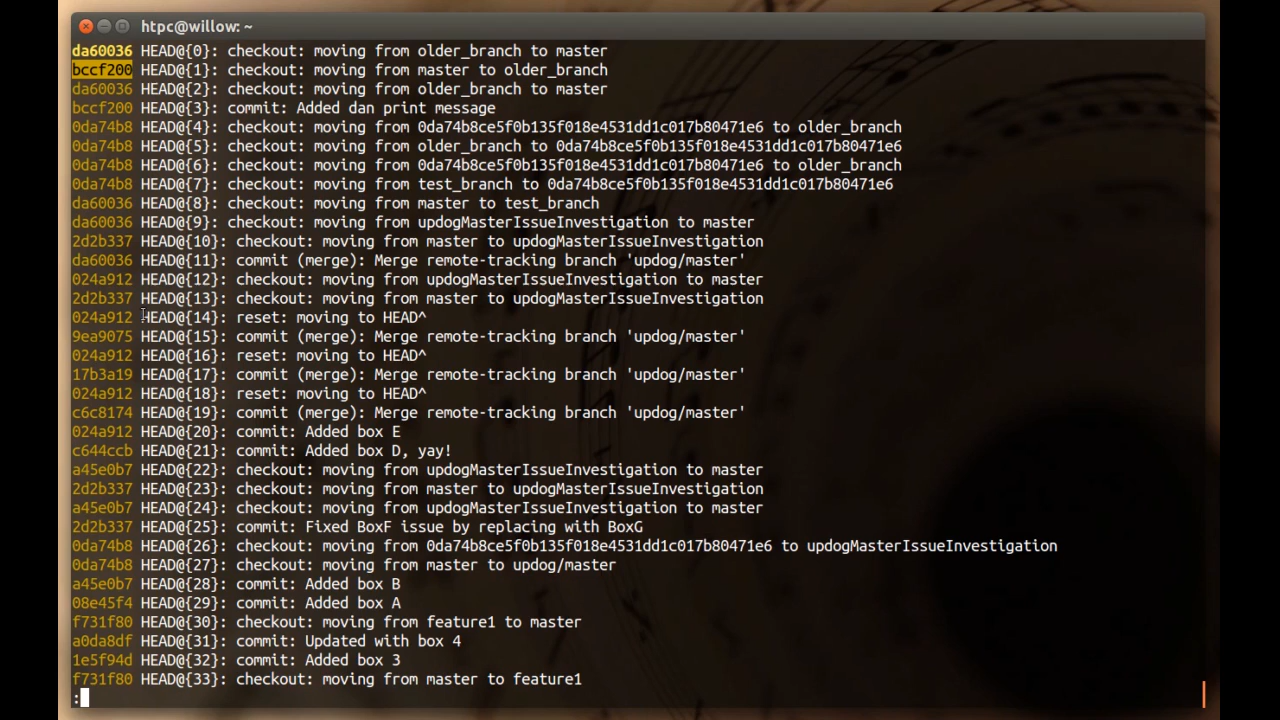 htpc@willow: ~
da60036 HEAD@{0}: checkout: moving from older_branch to master
bccf200 HEAD@{1}: checkout: moving from master to older_branch
da60036 HEAD@{2}: checkout: moving from older_branch to master
bccf200 HEAD@{3}: commit: Added dan print message
0da74b8 HEAD@{4}: checkout: moving from 0da74b8ce5f0b135f018e4531dd1c017b80471e6 to older_branch
0da74b8 HEAD@{5}: checkout: moving from older_branch to 0da74b8ce5f0b135f018e4531dd1c017b80471e6
0da74b8 HEAD@{6}: checkout: moving from 0da74b8ce5f0b135f018e4531dd1c017b80471e6 to older_branch
0da74b8 HEAD@{7}: checkout: moving from test_branch to 0da74b8ce5f0b135f018e4531dd1c017b80471e6
da60036 HEAD@{8}: checkout: moving from master to test_branch
da60036 HEAD@{9}: checkout: moving from updogMasterIssueInvestigation to master
2d2b337 HEAD@{10}: checkout: moving from master to updogMasterIssueInvestigation
da60036 HEAD@{11}: commit (merge): Merge remote-tracking branch 'updog/master'
024a912 HEAD@{12}: checkout: moving from updogMasterIssueInvestigation to master
2d2b337 HEAD@{13}: checkout: moving from master to updogMasterIssueInvestigation
024a912 HEAD@{14}: reset: moving to HEAD^
9ea9075 HEAD@{15}: commit (merge): Merge remote-tracking branch 'updog/master'
024a912 HEAD@{16}: reset: moving to HEAD^
17b3a19 HEAD@{17}: commit (merge): Merge remote-tracking branch 'updog/master'
024a912 HEAD@{18}: reset: moving to HEAD^
c6c8174 HEAD@{19}: commit (merge): Merge remote-tracking branch 'updog/master'
024a912 HEAD@{20}: commit: Added box E
c644ccb HEAD@{21}: commit: Added box D, yay!
a45e0b7 HEAD@{22}: checkout: moving from updogMasterIssueInvestigation to master
2d2b337 HEAD@{23}: checkout: moving from master to updogMasterIssueInvestigation
a45e0b7 HEAD@{24}: checkout: moving from updogMasterIssueInvestigation to master
2d2b337 HEAD@{25}: commit: Fixed BoxF issue by replacing with BoxG
0da74b8 HEAD@{26}: checkout: moving from 0da74b8ce5f0b135f018e4531dd1c017b80471e6 to updogMasterIssueInvestigation
0da74b8 HEAD@{27}: checkout: moving from master to updog/master
a45e0b7 HEAD@{28}: commit: Added box B
08e45f4 HEAD@{29}: commit: Added box A
f731f80 HEAD@{30}: checkout: moving from feature1 to master
a0da8df HEAD@{31}: commit: Updated with box 4
1e5f94d HEAD@{32}: commit: Added box 3
f731f80 HEAD@{33}: checkout: moving from master to feature1
: